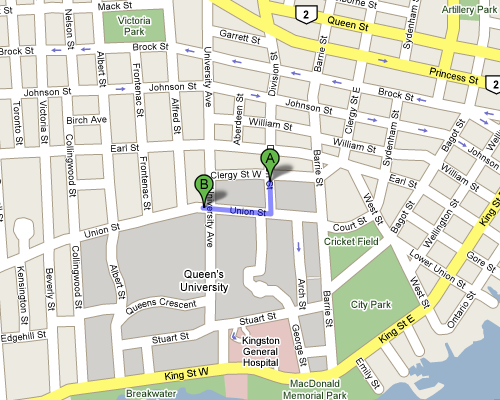 Mack St
Victoria
Park
Nelson St
Brock St
Brock St
Garrett St
2
Queen St
Artillery Park
Sydenham St
Barrie St
Princess St
2
Albert St
Frontenac St
University Ave
Division St
Johnson St
Johnson St
Johnson St
Brock St
Clergy St E
Toronto St
Victoria St
Collingwood St
Birch Ave
Alfred St
Aberdeen St
William St
William St
Sydenham St
Bagot St
Earl St
Earl St
Frontenac St
Clergy St W
A
B
St
Barrie St
West St
Bagot St
Wellington St
King St E
University Ave
Union St
Union St
Court St
Cricket Field
Lower Union St
Gore St
Kensington St
Beverly St
Collingwood St
Albert St
Queen's
University
Queens Crescent
Arch St
Barrie St
City Park
West St
Ontario St
Edgehill St
Stuart St
Stuart St
George St
King St E
Kingston
General
Hospital
Emily St
King St W
Breakwater
MacDonald
Memorial Park